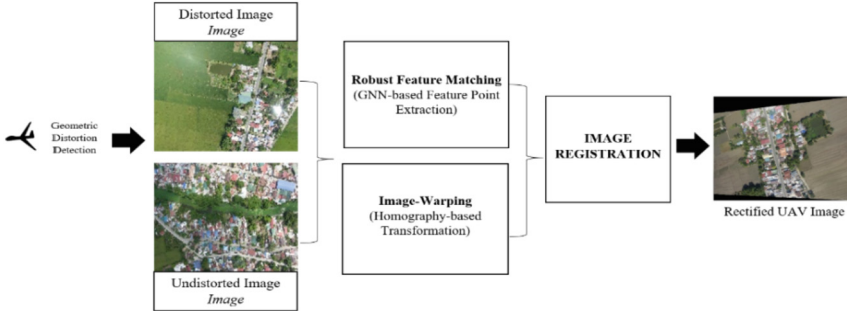 Geometric
Distortion
Detection
Distorted Image
Image
Undistorted Image
Image
Robust Feature Matching
(GNN-based Feature Point
Extraction)
Image-Warping
(Homography-based
Transformation)
IMAGE
REGISTRATION
Rectified UAV Image